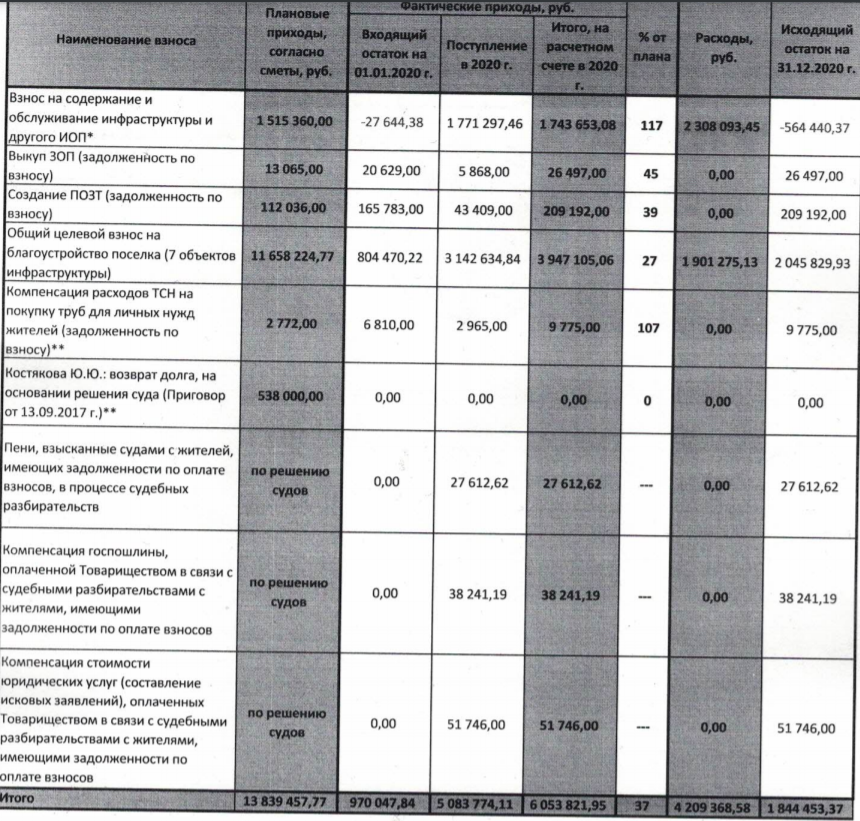 Наименование взноса
Плановые
приходы,
согласно
сметы, руб.
Фактические приходы, руб.
Входящий
остаток на
01.01.2020 г.
Поступление
в 2020 г.
Итого, на
расчетном
счете в 2020
г.
% от
плана
Расходы,
руб.
Исходящий
остаток на
31.12.2020 г.
Взнос на содержание и
обслуживание инфраструктуры и
другого ИОП*
1 515 360,00
-27 644,38
1 771 297,46
1 743 653,08
117
2 308 093,45
-564 440,37
Выкуп ЗОП (задолженность по
взносу)
13 065,00
20 629,00
5 868,00
26 497,00
45
0,00
26 497,00
Создание ПОЗТ (задолженность по
взносу)
112 036,00
165 783,00
43 409,00
209 192,00
39
0,00
209 192,00
Общий целевой взнос на
благоустройство поселка (7 объектов
инфраструктуры)
11 658 224,77
804 470,22
3 142 634,84
3 947 105,06
27
1 901 275,13
2 045 829,93
Компенсация расходов ТСН на
покупку труб для личных нужд
жителей (задолженность по
взносу)**
2 772,00
6 810,00
2 965,00
9 775,00
107
0,00
9 775,00
Костякова Ю.Ю.: возврат долга, на
основании решения суда (Приговор
от 13.09.2017 г.)**
538 000,00
0,00
0,00
0,00
0
0,00
0,00
Пени, взысканные судами с жителей,
имеющих задолженности по оплате
взносов, в процессе судебных
разбирательств
по решению
судов
0,00
27 612,62
27 612,62
---
0,00
27 612,62
Компенсация госпошлины,
оплаченной Товариществом в связи с
судебными разбирательствами с
жителями, имеющими
задолженности по оплате взносов
по решению
судов
0,00
38 241,19
38 241,19
---
0,00
38 241,19
Компенсация стоимости
юридических услуг (составление
исковых заявлений), оплаченных
Товариществом в связи с судебными
разбирательствами с жителями,
имеющими задолженности по
оплате взносов
по решению
судов
0,00
51 746,00
51 746,00
---
0,00
51 746,00
Итого
13 839 457,77
970 047,84
5 083 774,11
6 053 821,95
37
4 209 368,58
1 844 453,37